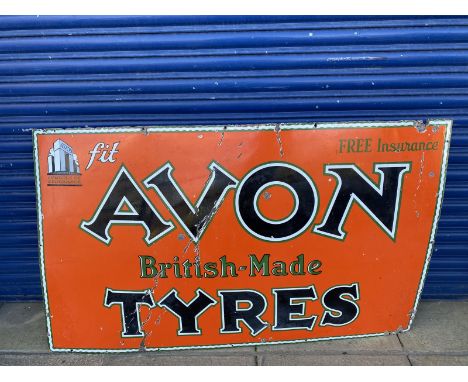 fit
FREE Insurance
AVON
British-Made
TYRES